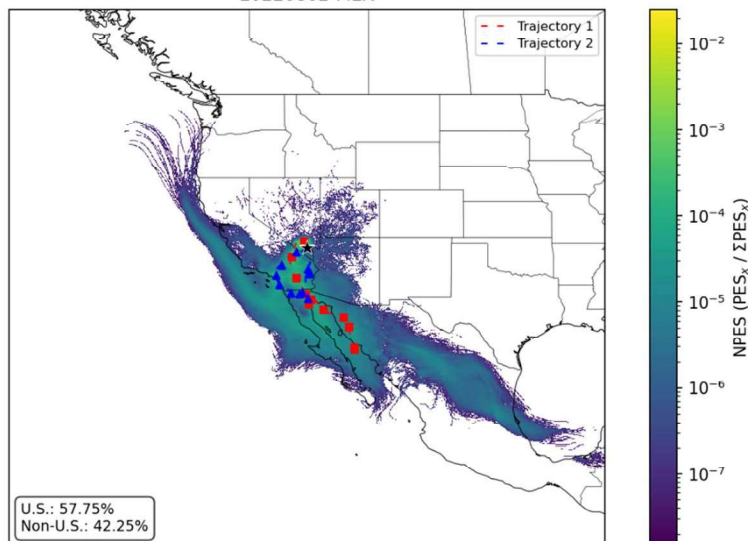 Trajectory 1
Trajectory 2
10⁻²
10⁻³
10⁻⁴
10⁻⁵
10⁻⁶
10⁻⁷
NPES (PESₓ / ΣPESₓ)
U.S.: 57.75%
Non-U.S.: 42.25%